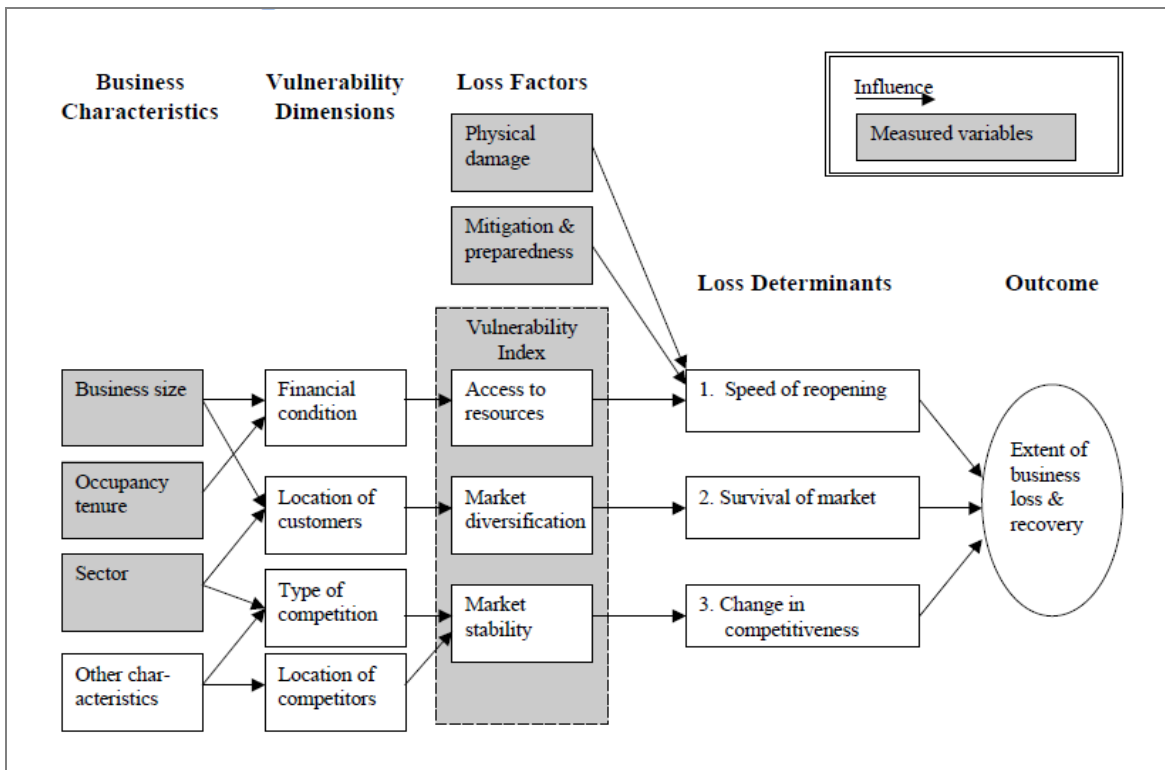 Business
Characteristics
Vulnerability
Dimensions
Loss Factors
Influence
Measured variables
Physical
damage
Mitigation &
preparedness
Loss Determinants
Outcome
Vulnerability
Index
Business size
Financial
condition
Access to
resources
1. Speed of reopening
Occupancy
tenure
Location of
customers
Market
diversification
2. Survival of market
Extent of
business
loss &
recovery
Sector
Type of
competition
Market
stability
3. Change in
competitiveness
Other char-
acteristics
Location of
competitors